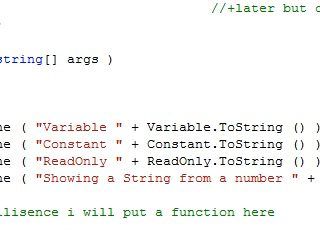 //+later but
string[] args )
ne ( "Variable " + Variable.ToString () )
ne ( "Constant " + Constant.ToString () )
ne ( "ReadOnly " + ReadOnly.ToString () )
ne ( "Showing a String from a number " +
llisence i will put a function here